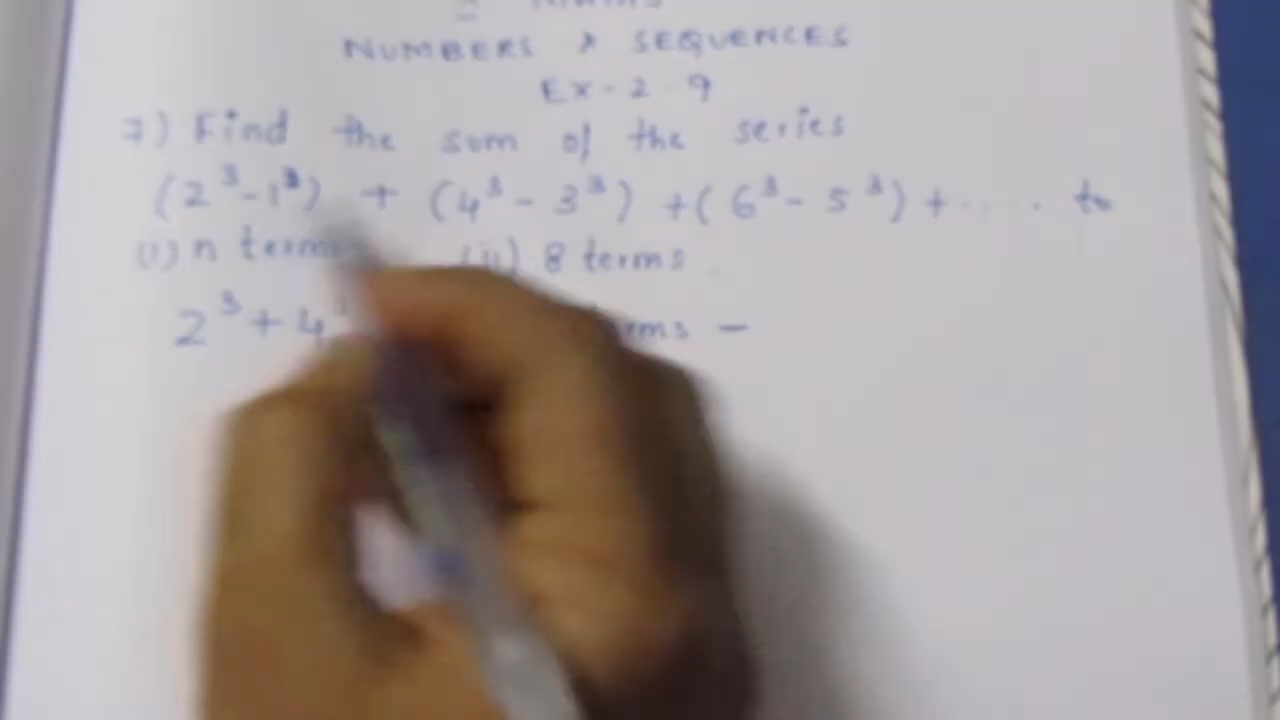 NUMBERS & SEQUENCES
Ex-2.9
7) Find the sum of the series
(2³-1³) + (4³-3³) +(6³-5³)+..... to
(i) n terms (ii) 8 terms
2³+4 –